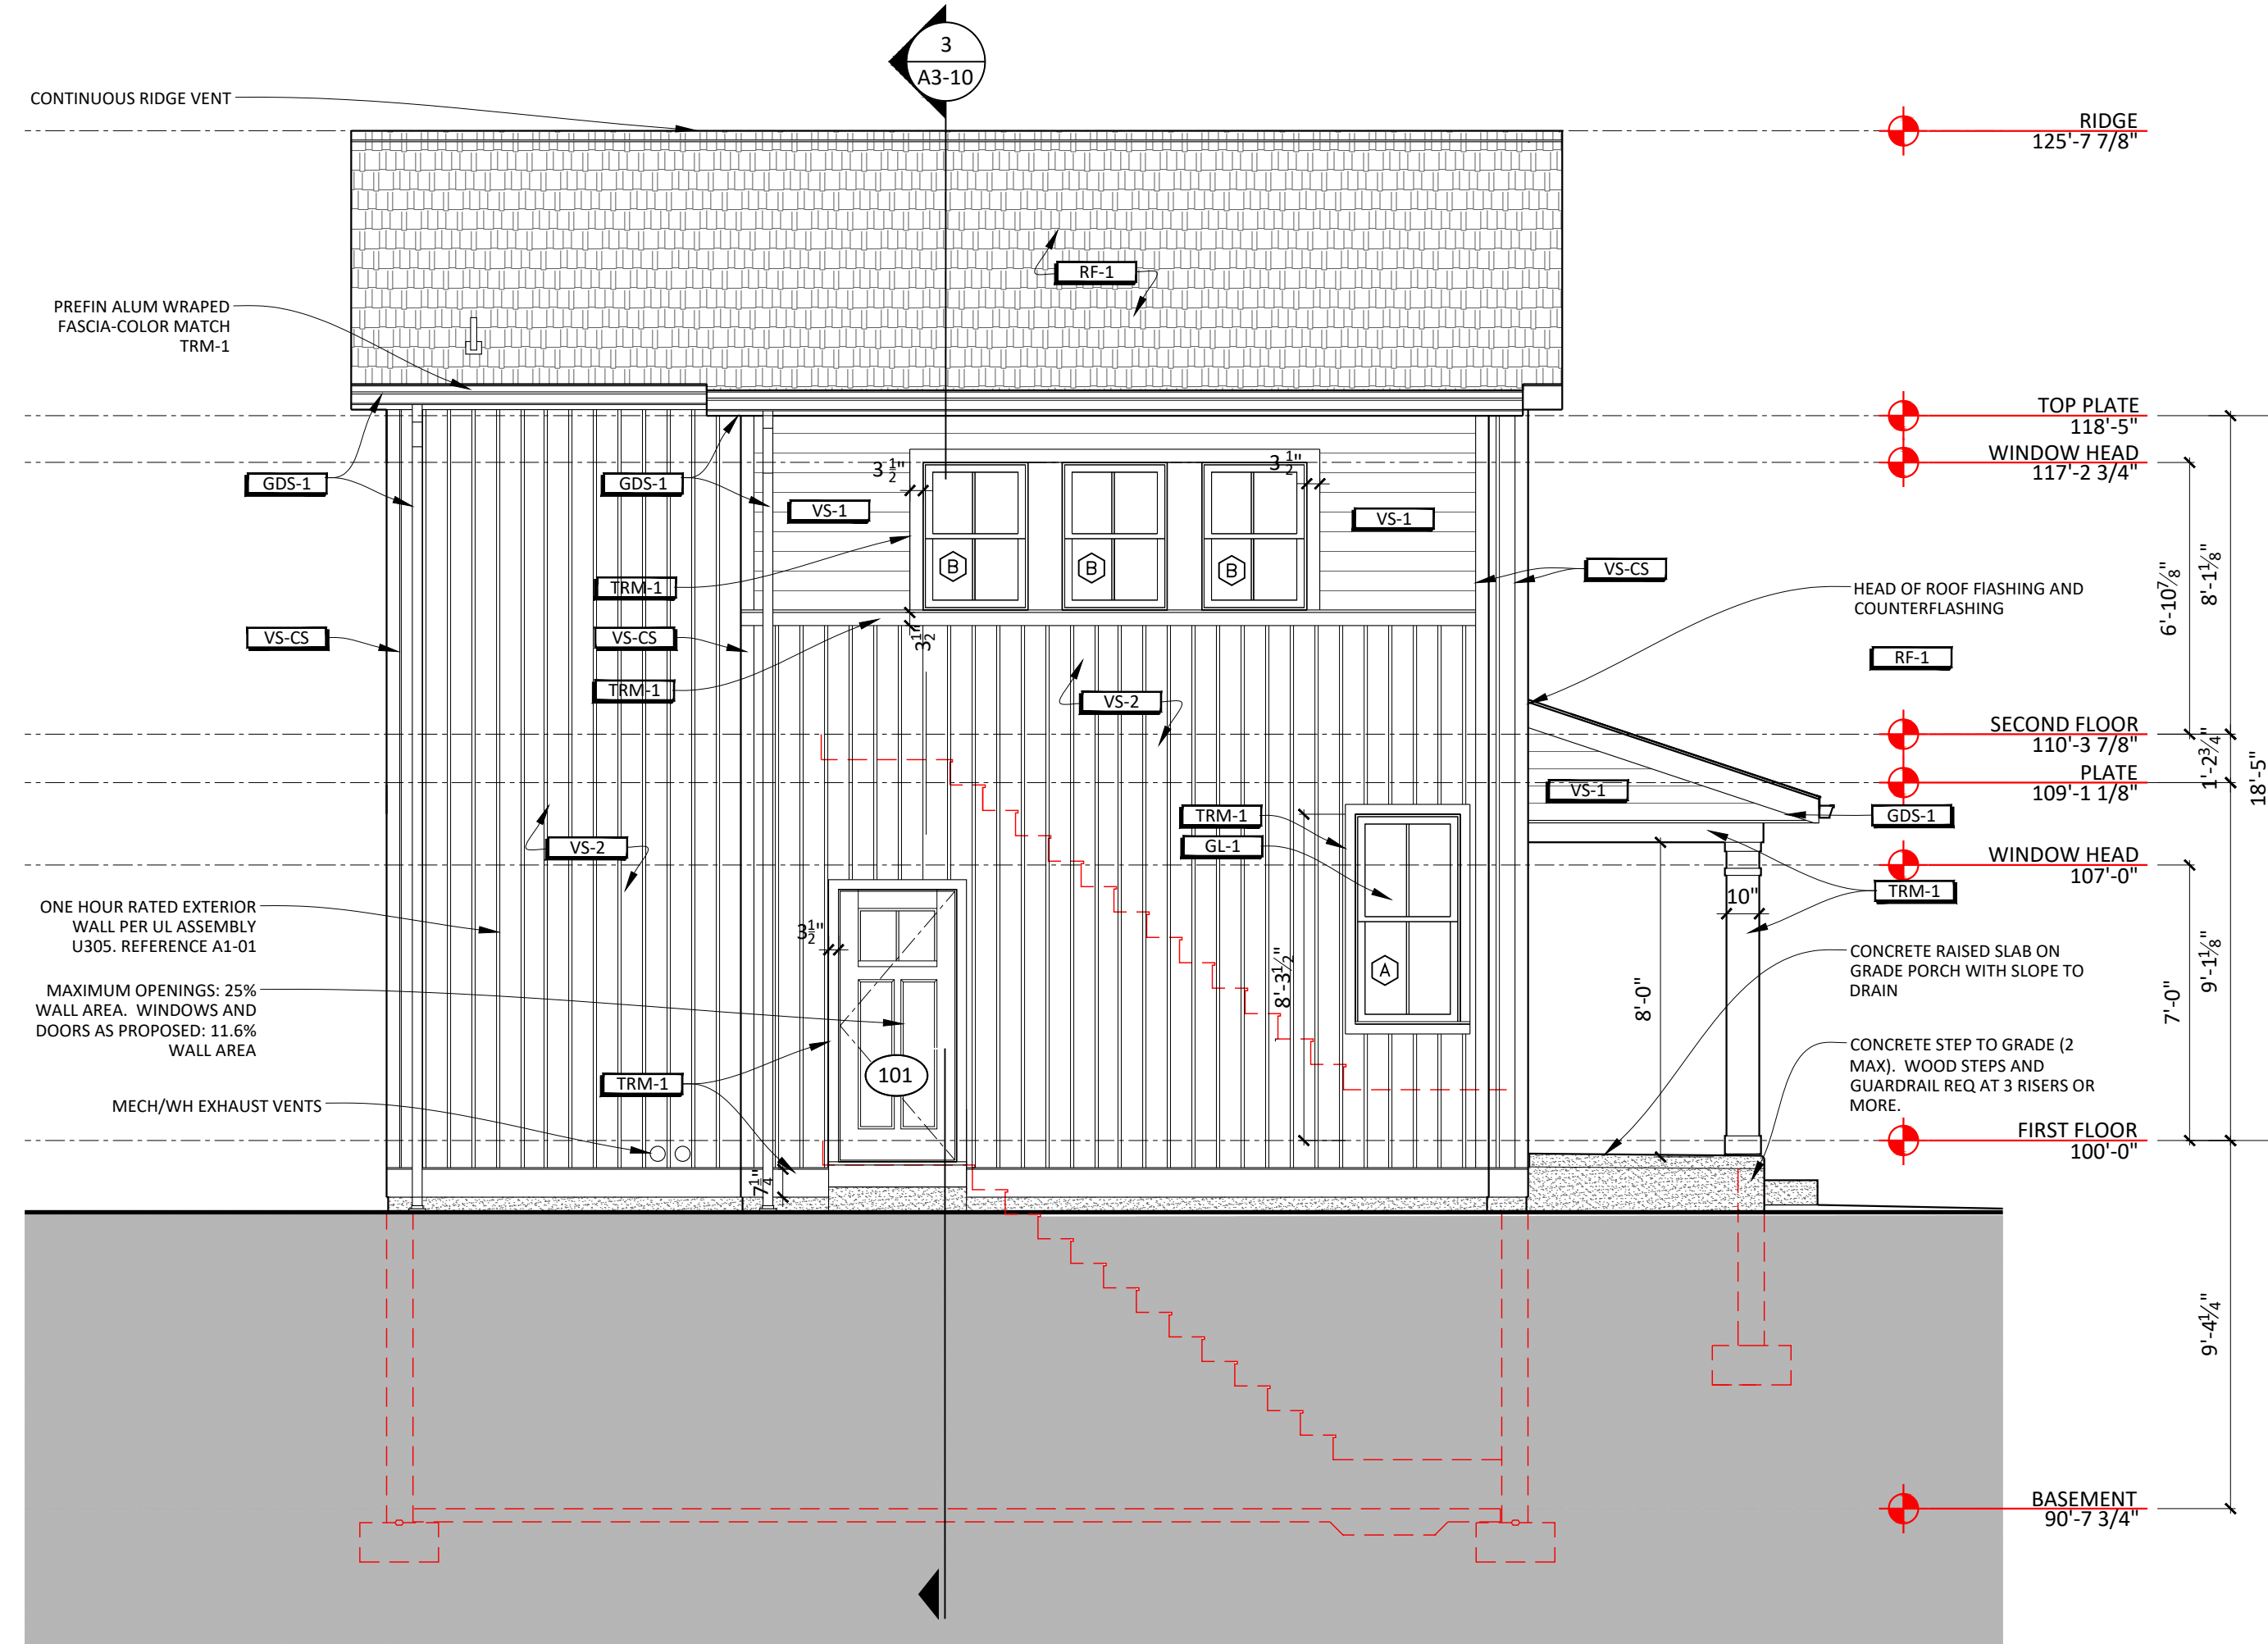 3
A3-10
CONTINUOUS RIDGE VENT
RIDGE
125'-7 7/8"
RF-1
PREFIN ALUM WRAPED
FASCIA-COLOR MATCH
TRM-1
TOP PLATE
118'-5"
WINDOW HEAD
117'-2 3/4"
GDS-1
GDS-1
3 1/2"
3 1/2"
VS-1
VS-1
B
B
B
TRM-1
VS-CS
HEAD OF ROOF FlASHING AND
COUNTERFLASHING
6'-10 7/8"
8'-1 1/8"
VS-CS
VS-CS
3 1/2"
RF-1
TRM-1
VS-2
SECOND FLOOR
110'-3 7/8"
1'-2 3/4"
18'-5"
PLATE
109'-1 1/8"
VS-1
TRM-1
GL-1
GDS-1
VS-2
WINDOW HEAD
107'-0"
TRM-1
10"
ONE HOUR RATED EXTERIOR
WALL PER UL ASSEMBLY
U305. REFERENCE A1-01
3 1/2"
8'-3 1/2"
A
8'-0"
CONCRETE RAISED SLAB ON
GRADE PORCH WITH SLOPE TO
DRAIN
7'-0"
9'-1 1/8"
MAXIMUM OPENINGS: 25%
WALL AREA. WINDOWS AND
DOORS AS PROPOSED: 11.6%
WALL AREA
101
TRM-1
CONCRETE STEP TO GRADE (2
MAX). WOOD STEPS AND
GUARDRAIL REQ AT 3 RISERS OR
MORE.
MECH/WH EXHAUST VENTS
FIRST FLOOR
100'-0"
7 1/4"
9'-4 1/4"
BASEMENT
90'-7 3/4"